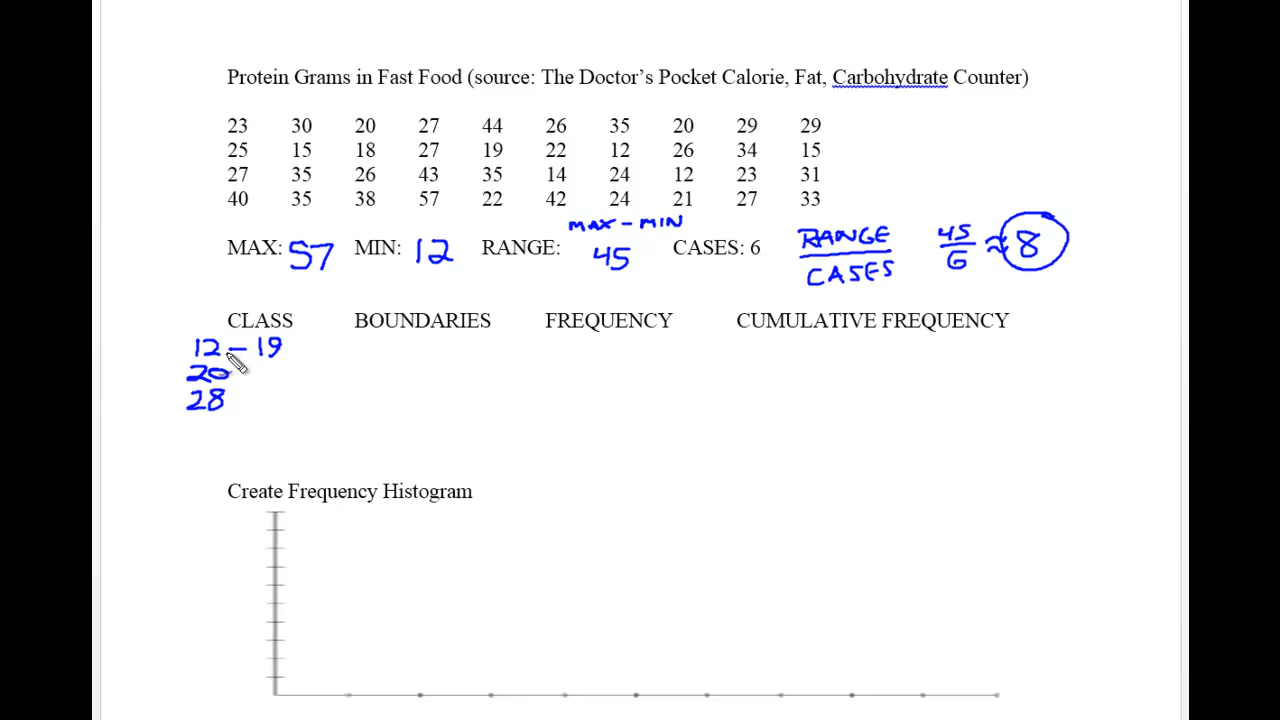 Protein Grams in Fast Food (source: The Doctor's Pocket Calorie, Fat, Carbohydrate Counter)
23 30 20 27 44 26 35 20 29 29
25 15 18 27 19 22 12 26 34 15
27 35 26 43 35 14 24 12 23 31
40 35 38 57 22 42 24 21 27 33
MAX - MIN
MAX: 57 MIN: 12 RANGE: 45 CASES: 6 RANGE/CASES 45/6 ≈ 8
CLASS BOUNDARIES FREQUENCY CUMULATIVE FREQUENCY
12 - 19
20
28
Create Frequency Histogram